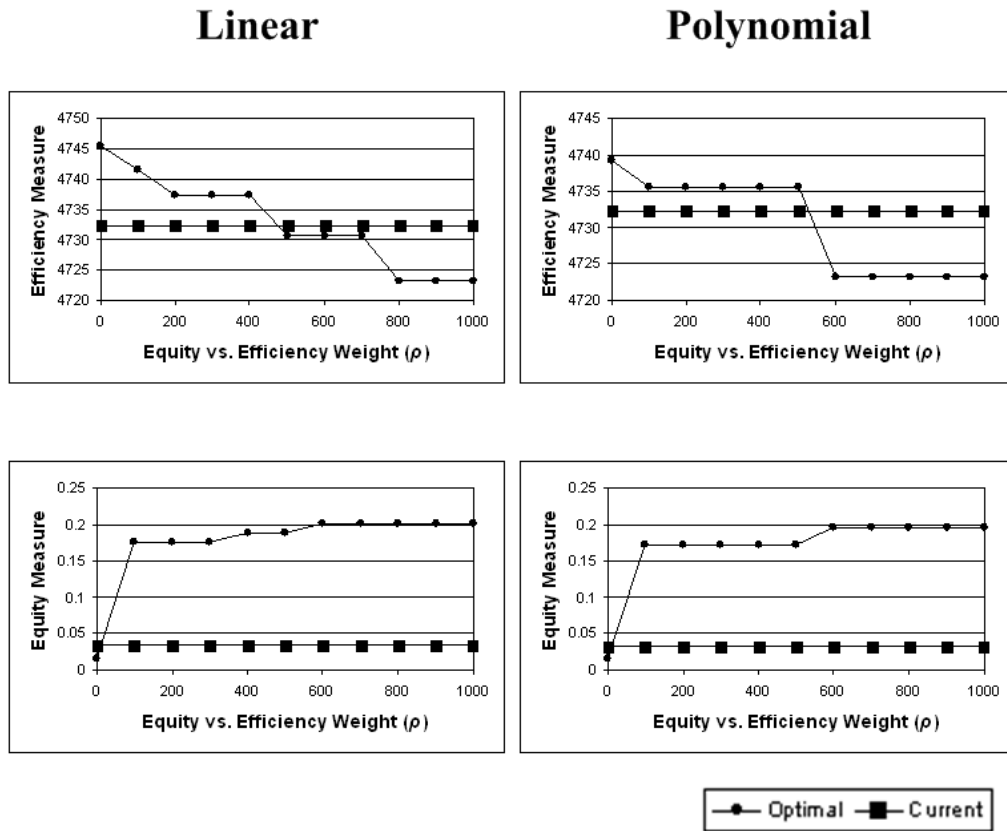 Linear
Polynomial
Efficiency Measure
4750
4745
4740
4735
4730
4725
4720
0 200 400 600 800 1000
Equity vs. Efficiency Weight (ρ)
Efficiency Measure
4745
4740
4735
4730
4725
4720
0 200 400 600 800 1000
Equity vs. Efficiency Weight (ρ)
Equity Measure
0.25
0.2
0.15
0.1
0.05
0
0 200 400 600 800 1000
Equity vs. Efficiency Weight (ρ)
Equity Measure
0.25
0.2
0.15
0.1
0.05
0
0 200 400 600 800 1000
Equity vs. Efficiency Weight (ρ)
Optimal Current